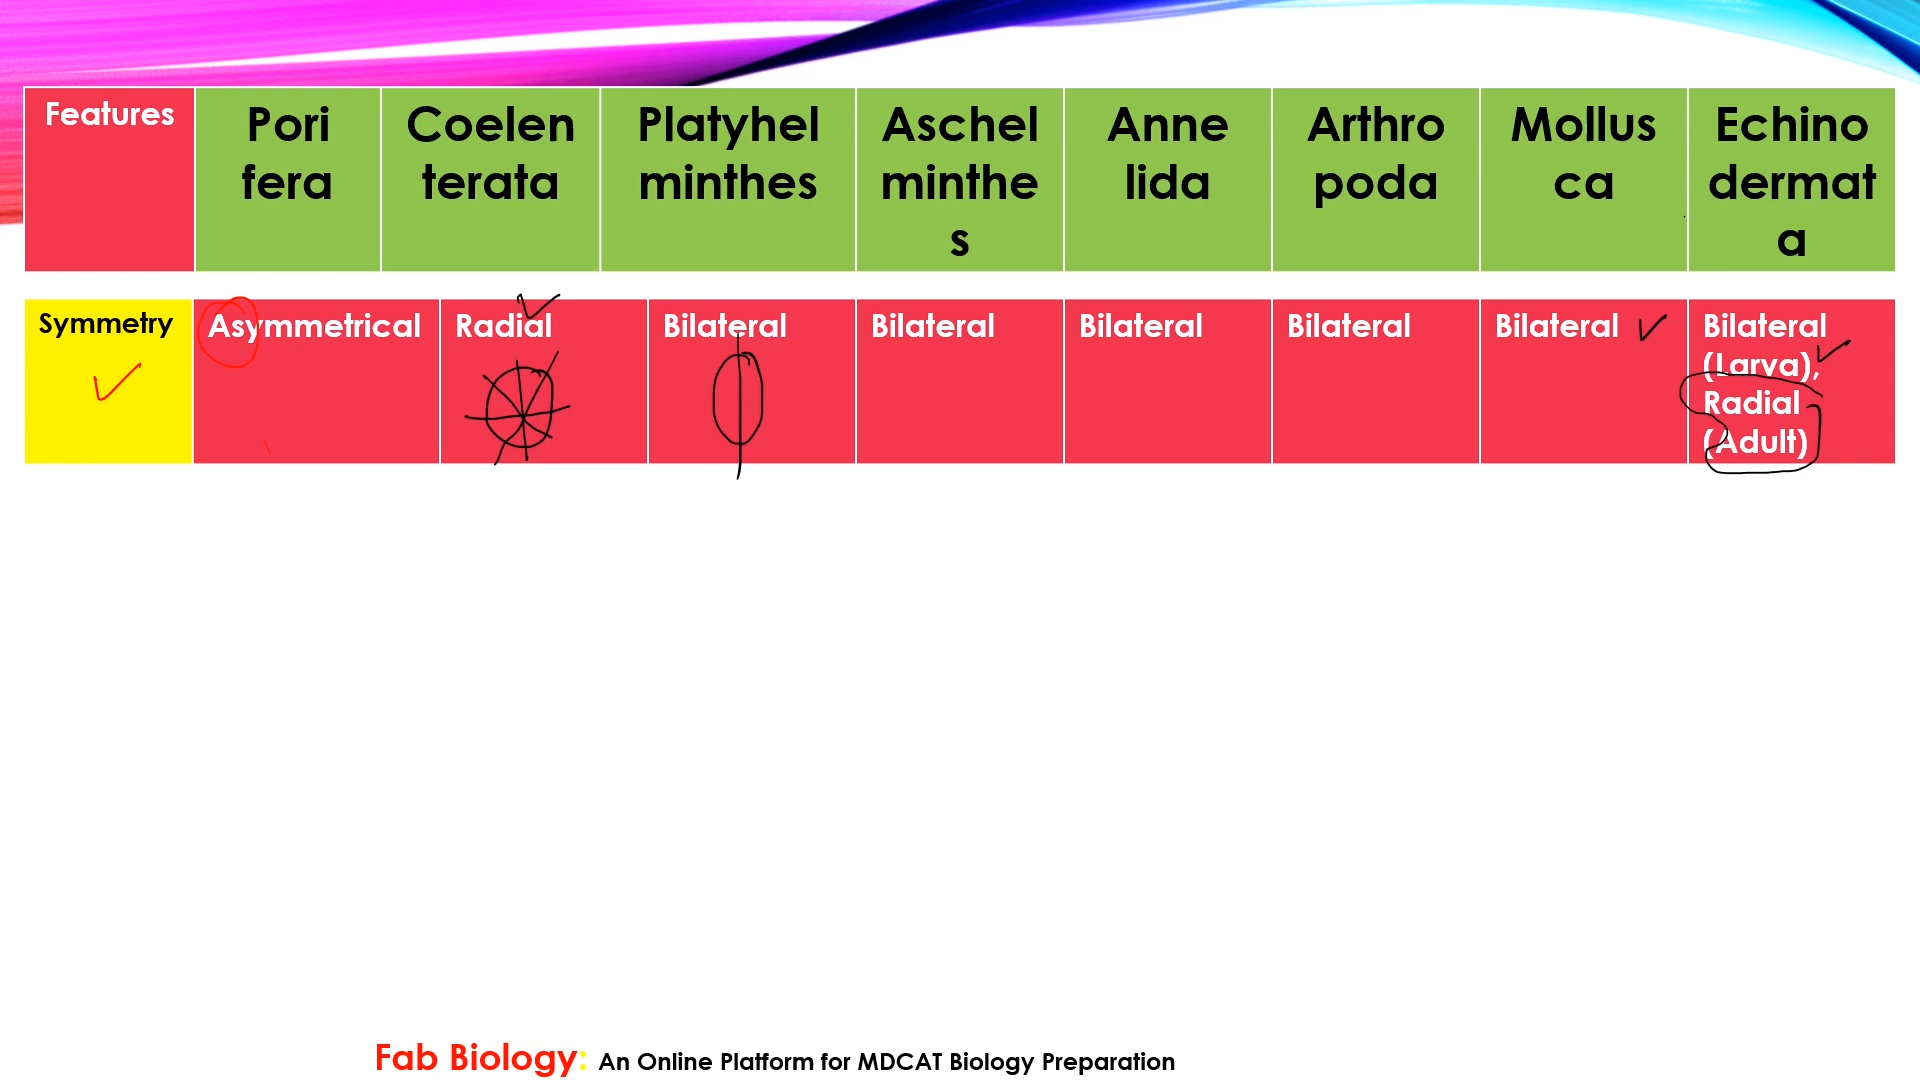 Features
Pori
fera
Coelen
terata
Platyhel
minthes
Aschel
minthe
s
Anne
lida
Arthro
poda
Mollus
ca
Echino
dermat
a
Symmetry
Asymmetrical
Radial
Bilateral
Bilateral
Bilateral
Bilateral
Bilateral
Bilateral
(Larva),
Radial
(Adult)
Fab Biology: An Online Platform for MDCAT Biology Preparation